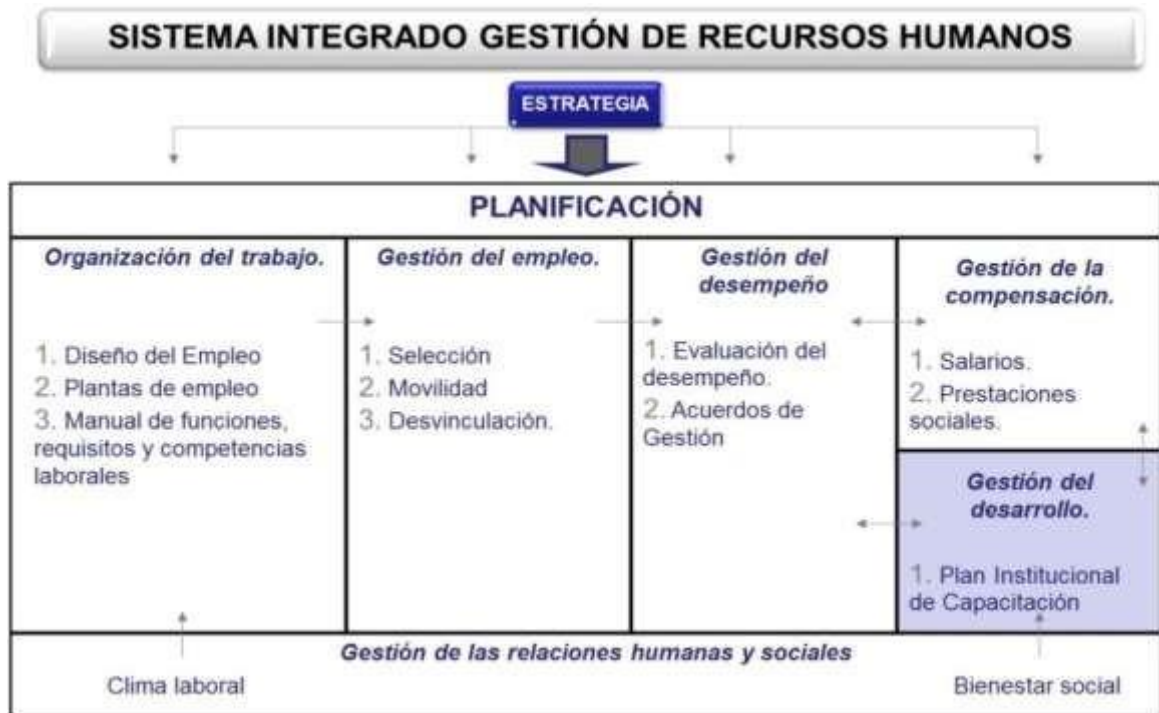 SISTEMA INTEGRADO GESTIÓN DE RECURSOS HUMANOS
ESTRATEGIA
PLANIFICACIÓN
Organización del trabajo.
1. Diseño del Empleo
2. Plantas de empleo
3. Manual de funciones,
requisitos y competencias
laborales
Gestión del empleo.
1. Selección
2. Movilidad
3. Desvinculación.
Gestión del
desempeño
1. Evaluación del
desempeño.
2. Acuerdos de
Gestión
Gestión de la
compensación.
1. Salarios.
2. Prestaciones
sociales.
Gestión del
desarrollo.
1. Plan Institucional
de Capacitación
Gestión de las relaciones humanas y sociales
Clima laboral
Bienestar social